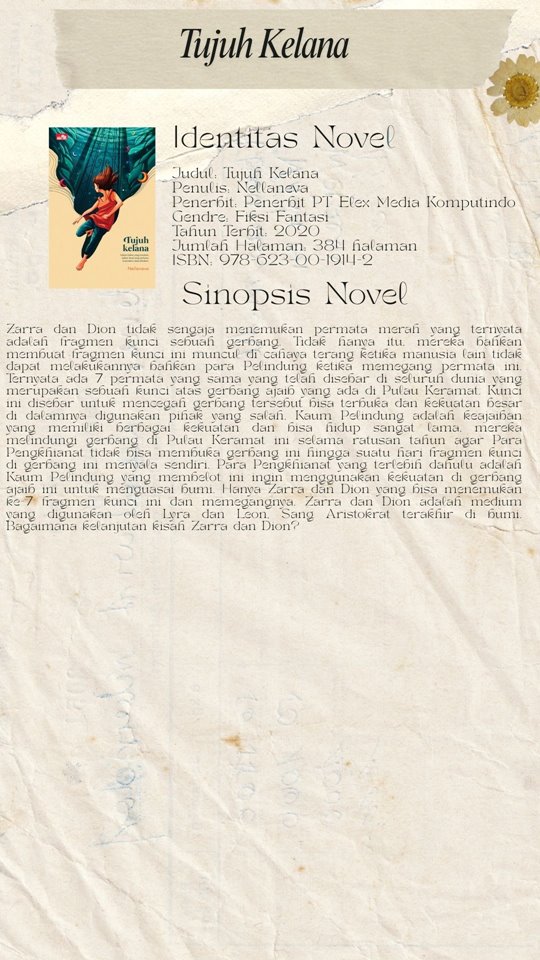 Tujuh Kelana
Identitas Novel
Judul: Tujuh Kelana
Penulis: Nellaneva
Penerbit: Penerbit PT Elex Media Komputindo
Gendre: Fiksi Fantasi
Tahun Terbit: 2020
Jumlah Halaman: 384 halaman
ISBN: 978-623-00-1914-2
Tujuh
kelana
Nellaneva
Sinopsis Novel
Zarra dan Dion tidak sengaja menemukan permata merah yang ternyata
adalah fragmen kunci sebuah gerbang. Tidak hanya itu, mereka bahkan
membuat fragmen kunci ini muncul di cahaya terang ketika manusia lain tidak
dapat melakukannya bahkan para Pelindung ketika memegang permata ini.
Ternyata ada 7 permata yang sama yang telah disebar di seluruh dunia yang
merupakan sebuah kunci atas gerbang ajaib yang ada di Pulau Keramat. Kunci
ini disebar untuk mencegah gerbang tersebut bisa terbuka dan kekuatan besar
di dalamnya digunakan pihak yang salah. Kaum Pelindung adalah keajaiban
yang memiliki berbagai kekuatan dan bisa hidup sangat lama, mereka
melindungi gerbang di Pulau Keramat ini selama ratusan tahun agar Para
Pengkhianat tidak bisa membuka gerbang ini hingga suatu hari fragmen kunci
di gerbang ini menyala sendiri. Para Pengkhianat yang terlebih dahulu adalah
Kaum Pelindung yang membelot ini ingin menggunakan kekuatan di gerbang
ajaib ini untuk menguasai bumi. Hanya Zarra dan Dion yang bisa menemukan
ke-7 fragmen kunci ini dan memegangnya. Zarra dan Dion adalah medium
yang digunakan oleh Lyra dan Leon, Sang Aristokrat terakhir di bumi.
Bagaimana kelanjutan kisah Zarra dan Dion?